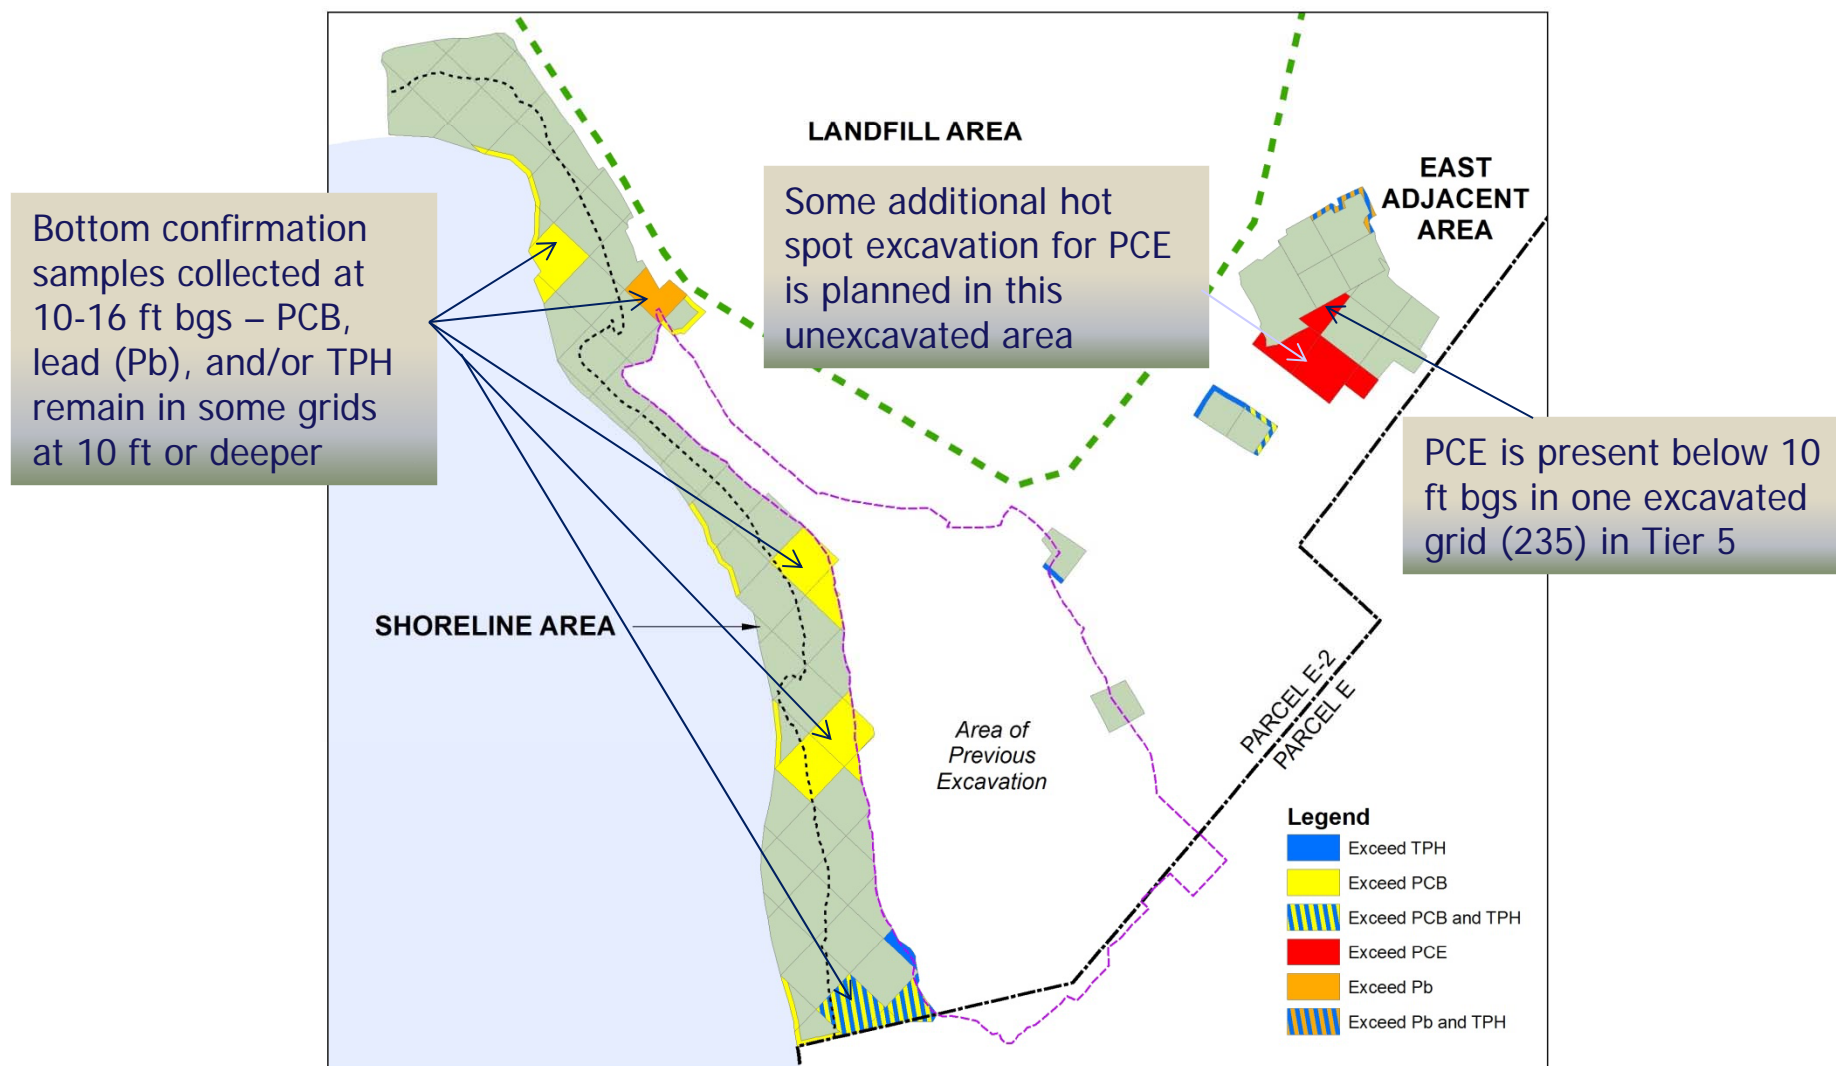 LANDFILL AREA
EAST
ADJACENT
AREA
Bottom confirmation
samples collected at
10-16 ft bgs – PCB,
lead (Pb), and/or TPH
remain in some grids
at 10 ft or deeper
Some additional hot
spot excavation for PCE
is planned in this
unexcavated area
PCE is present below 10
ft bgs in one excavated
grid (235) in Tier 5
SHORELINE AREA
Area of
Previous
Excavation
PARCEL E-2
PARCEL E
Legend
Exceed TPH
Exceed PCB
Exceed PCB and TPH
Exceed PCE
Exceed Pb
Exceed Pb and TPH